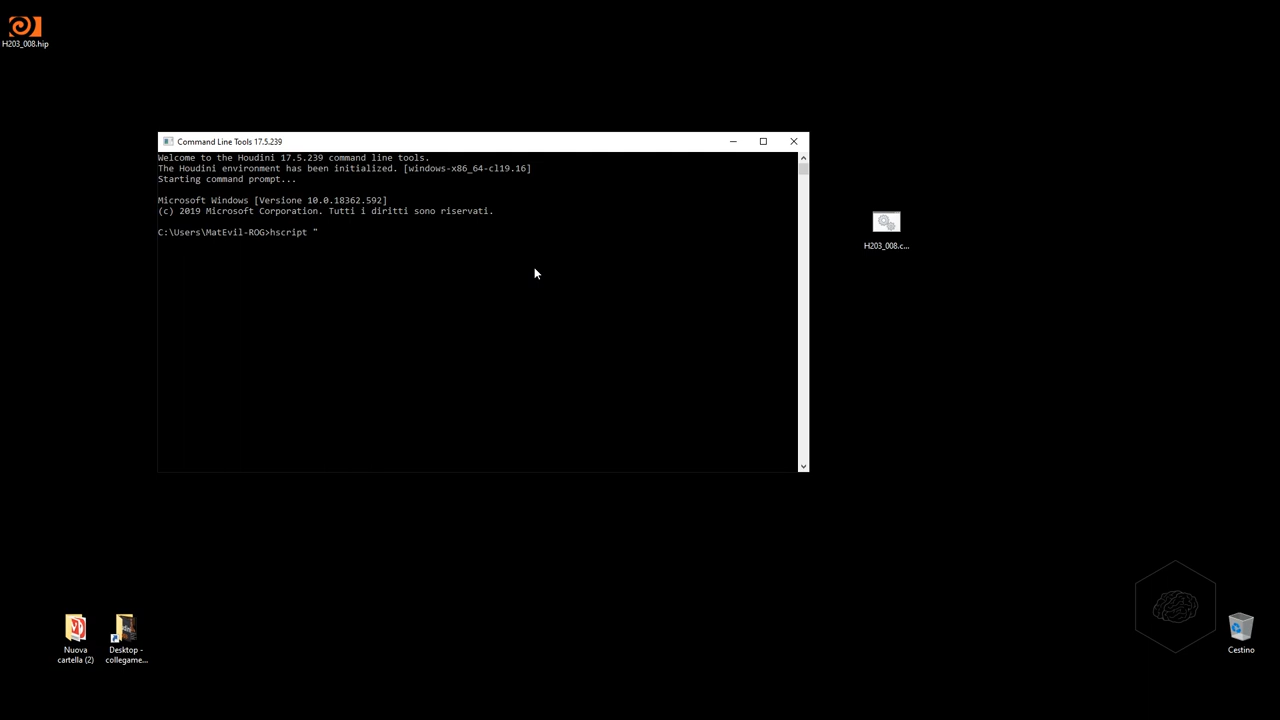 H203_008.hip
Command Line Tools 17.5.239
Welcome to the Houdini 17.5.239 command line tools.
The Houdini environment has been initialized. [windows-x86_64-cl19.16]
Starting command prompt...
Microsoft Windows [Versione 10.0.18362.592]
(c) 2019 Microsoft Corporation. Tutti i diritti sono riservati.
C:\Users\MatEvil-ROG>hscript "
H203_008.c...
Nuova
cartella (2)
Desktop -
collegame...
Cestino